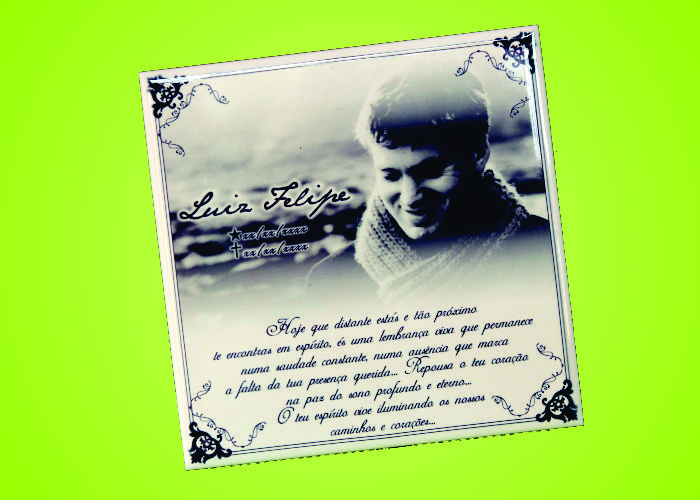 Luiz Felipe
★xx/xx/xxxx
✝xx/xx/xxxx
Hoje que distante estás e tão próximo
te encontras em espírito, és uma lembrança viva que permanece
numa saudade constante, numa ausência que marca
a falta da tua presença querida... Repousa o teu coração
na paz do sono profundo e eterno...
O teu espírito vive iluminando os nossos
caminhos e corações...